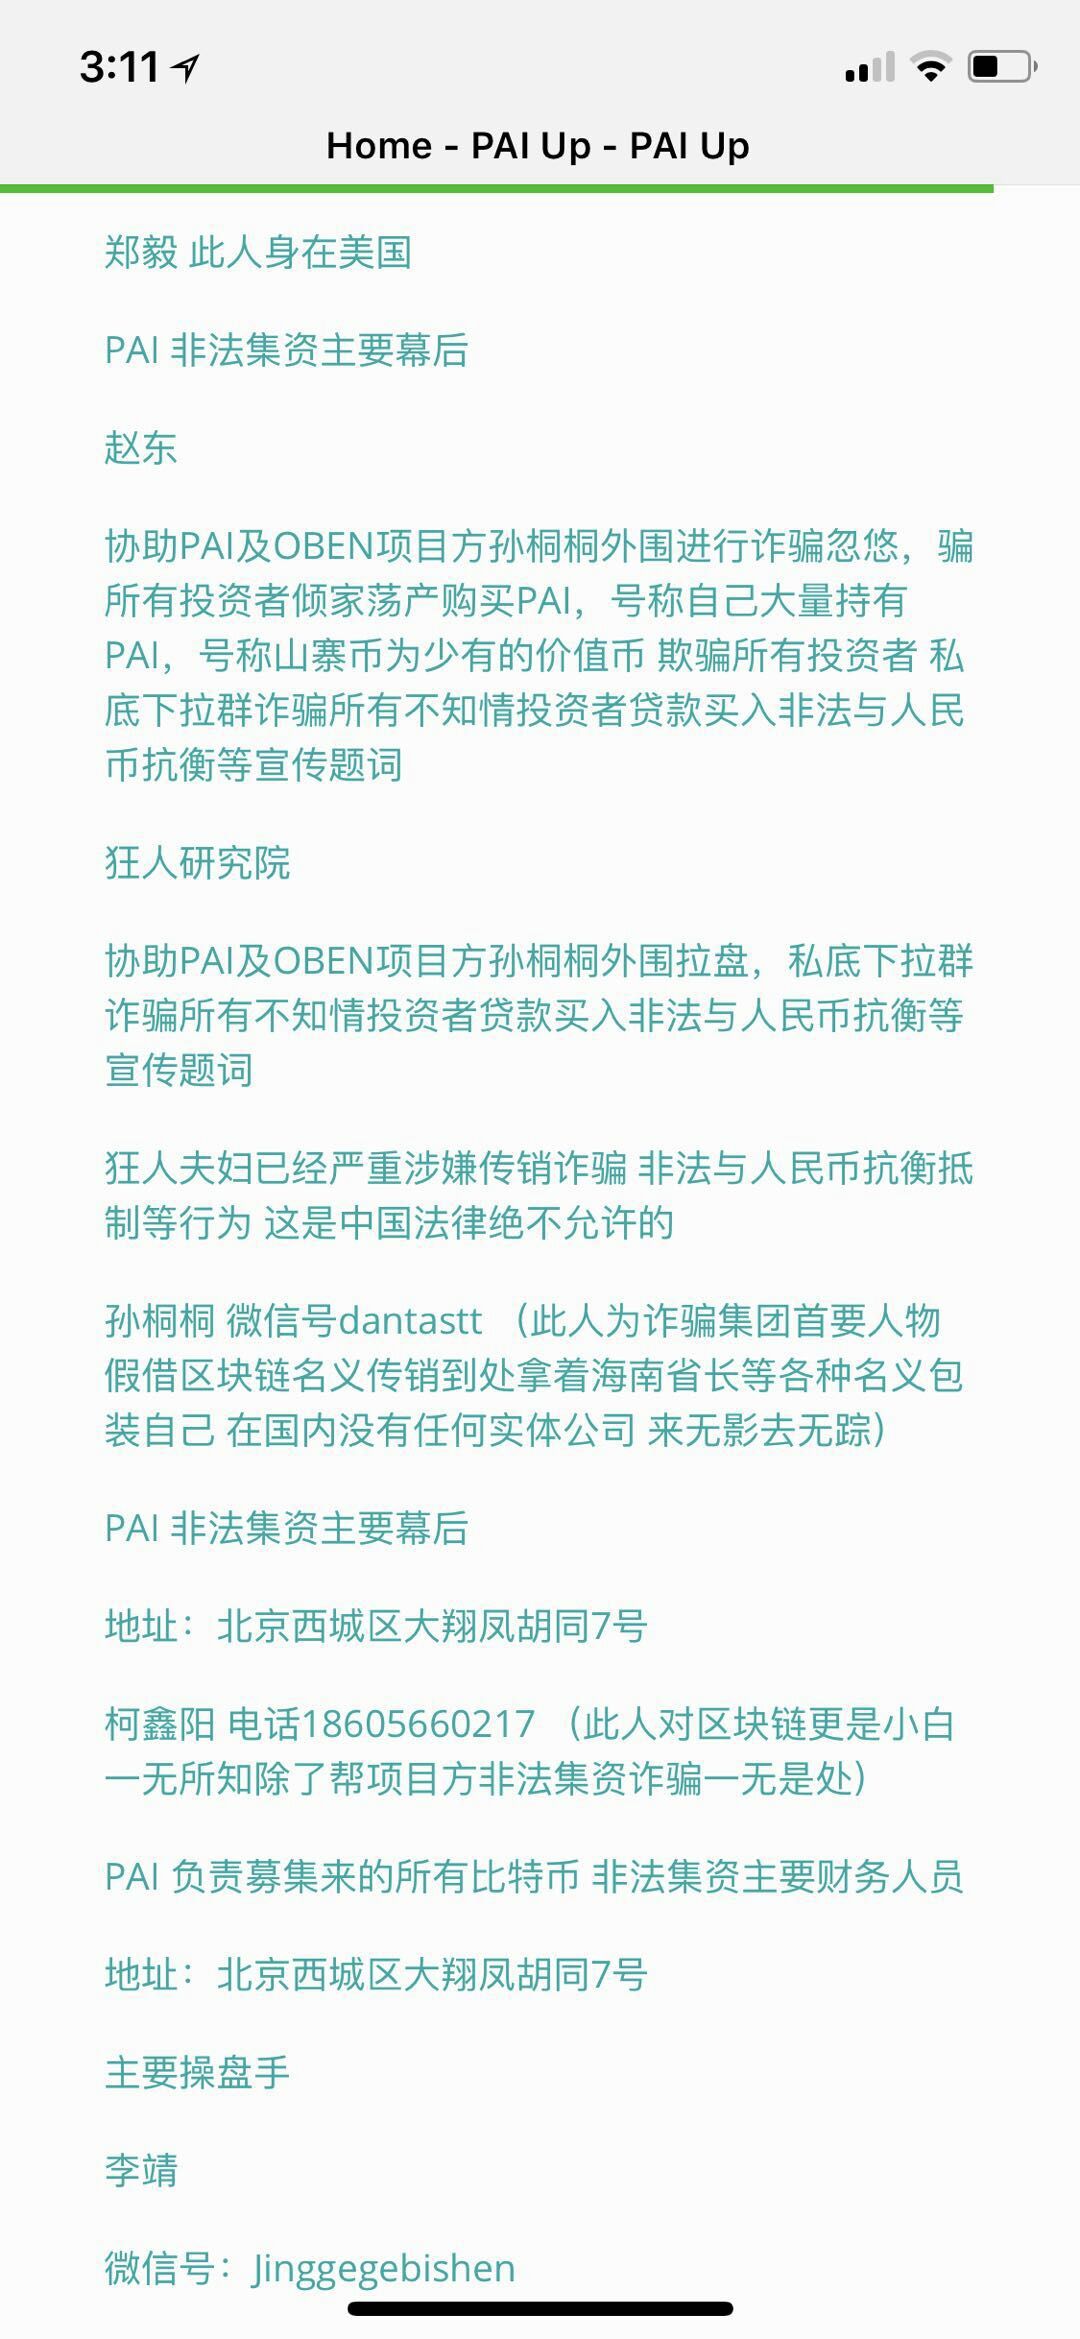 3:11
Home - PAI Up - PAI Up
郑毅 此人身在美国
PAI 非法集资主要幕后
赵东
协助PAI及OBEN项目方孙桐桐外围进行诈骗忽悠，骗
所有投资者倾家荡产购买PAI，号称自己大量持有
PAI，号称山寨币为少有的价值币 欺骗所有投资者 私
底下拉群诈骗所有不知情投资者贷款买入非法与人民
币抗衡等宣传题词
狂人研究院
协助PAI及OBEN项目方孙桐桐外围拉盘，私底下拉群
诈骗所有不知情投资者贷款买入非法与人民币抗衡等
宣传题词
狂人夫妇已经严重涉嫌传销诈骗 非法与人民币抗衡抵
制等行为 这是中国法律绝不允许的
孙桐桐 微信号dantastt （此人为诈骗集团首要人物
假借区块链名义传销到处拿着海南省长等各种名义包
装自己 在国内没有任何实体公司 来无影去无踪）
PAI 非法集资主要幕后
地址：北京西城区大翔凤胡同7号
柯鑫阳 电话18605660217 （此人对区块链更是小白
一无所知除了帮项目方非法集资诈骗一无是处）
PAI 负责募集来的所有比特币 非法集资主要财务人员
地址：北京西城区大翔凤胡同7号
主要操盘手
李靖
微信号：Jinggegebishen